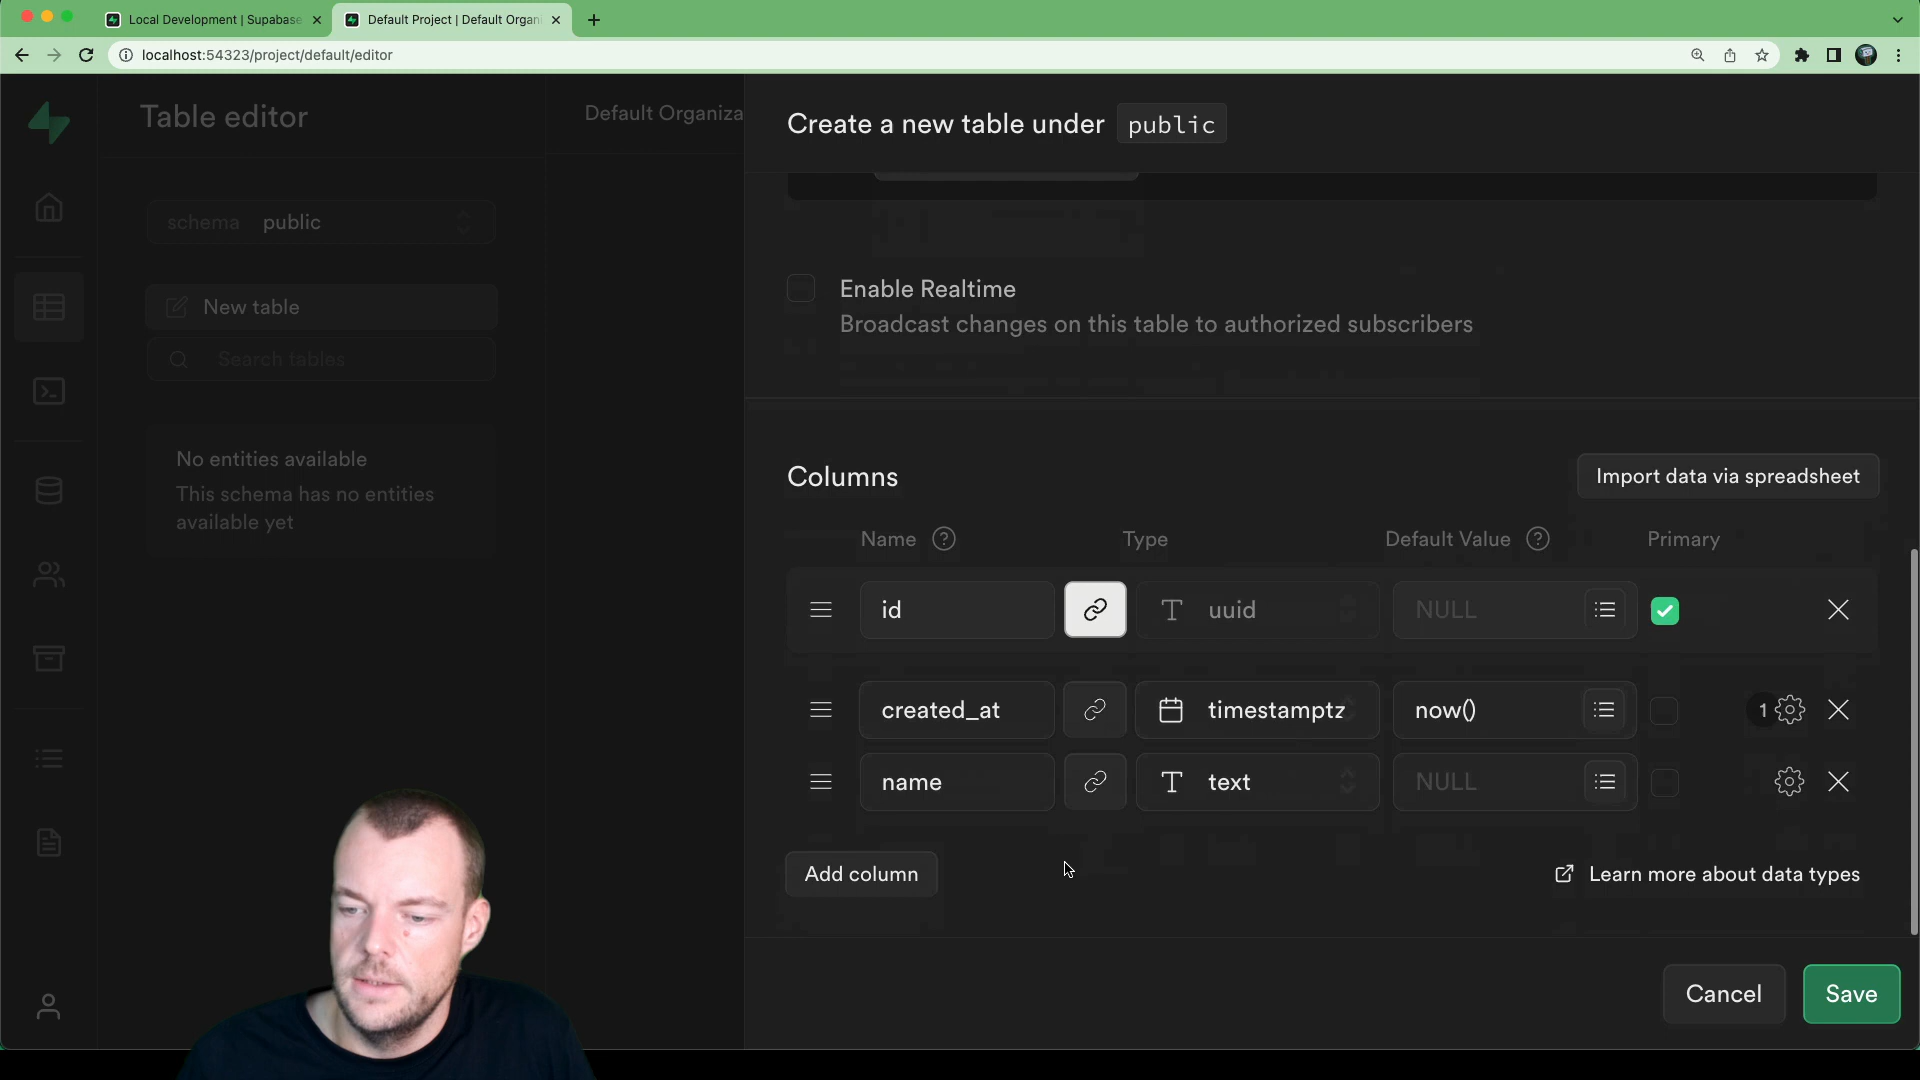 Local Development | Supabase
Default Project | Default Organi
localhost:54323/project/default/editor
Table editor
Default Organiza
schema public
New table
Search tables
No entities available
This schema has no entities
available yet
Create a new table under public
Enable Realtime
Broadcast changes on this table to authorized subscribers
Columns
Import data via spreadsheet
Name
Type
Default Value
Primary
id
uuid
NULL
created_at
timestamptz
now()
1
name
text
NULL
Add column
Learn more about data types
Cancel
Save